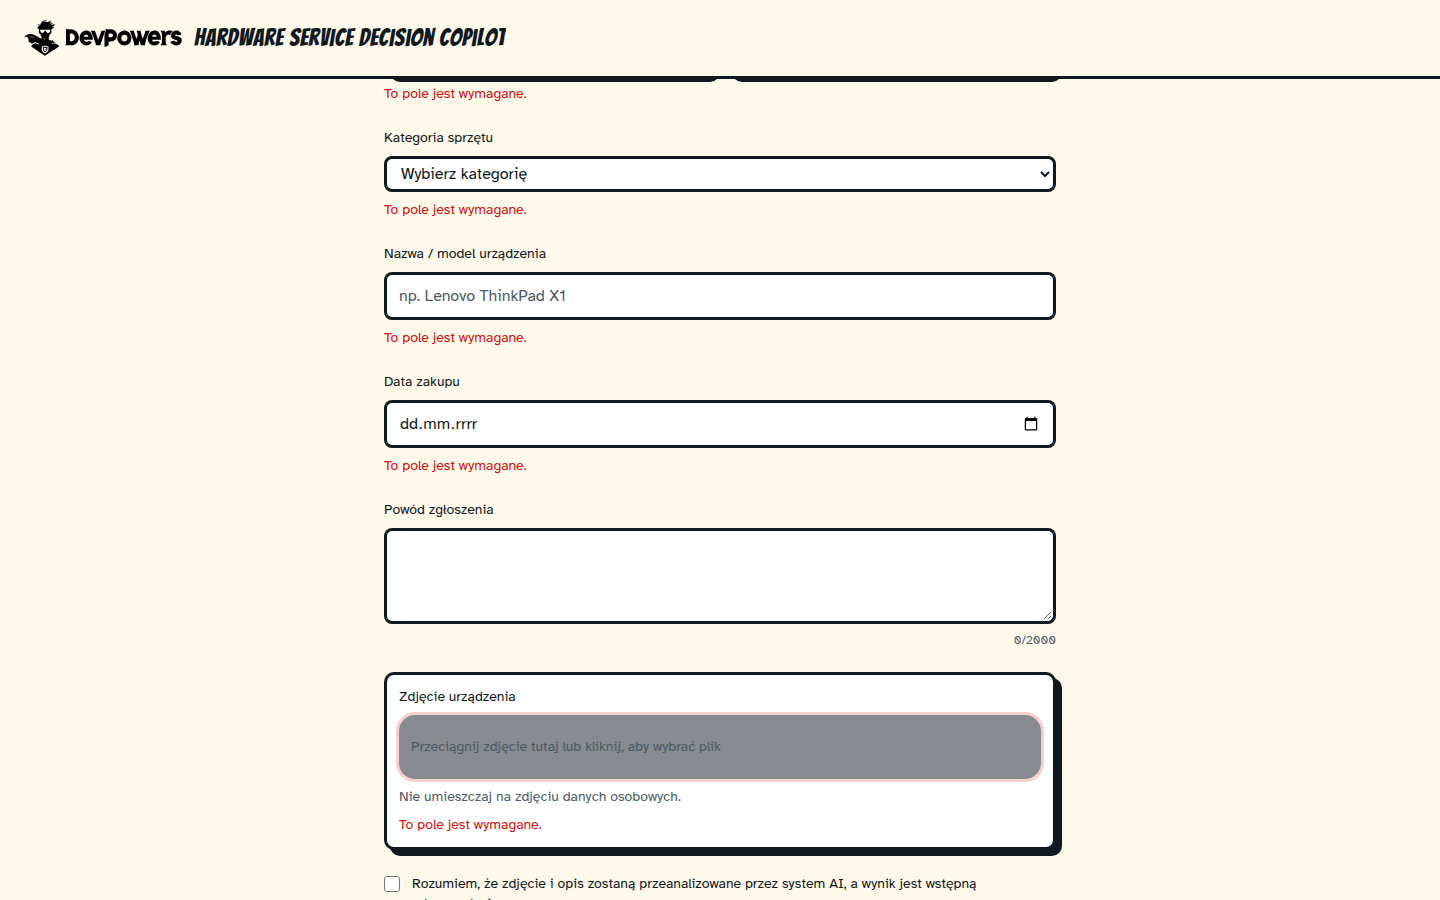 DevPowers HARDWARE SERVICE DECISION COPILOT
To pole jest wymagane.
Kategoria sprzętu
Wybierz kategorię
To pole jest wymagane.
Nazwa / model urządzenia
np. Lenovo ThinkPad X1
To pole jest wymagane.
Data zakupu
dd.mm.rrrr
To pole jest wymagane.
Powód zgłoszenia
0/2000
Zdjęcie urządzenia
Przeciągnij zdjęcie tutaj lub kliknij, aby wybrać plik
Nie umieszczaj na zdjęciu danych osobowych.
To pole jest wymagane.
Rozumiem, że zdjęcie i opis zostaną przeanalizowane przez system AI, a wynik jest wstępną